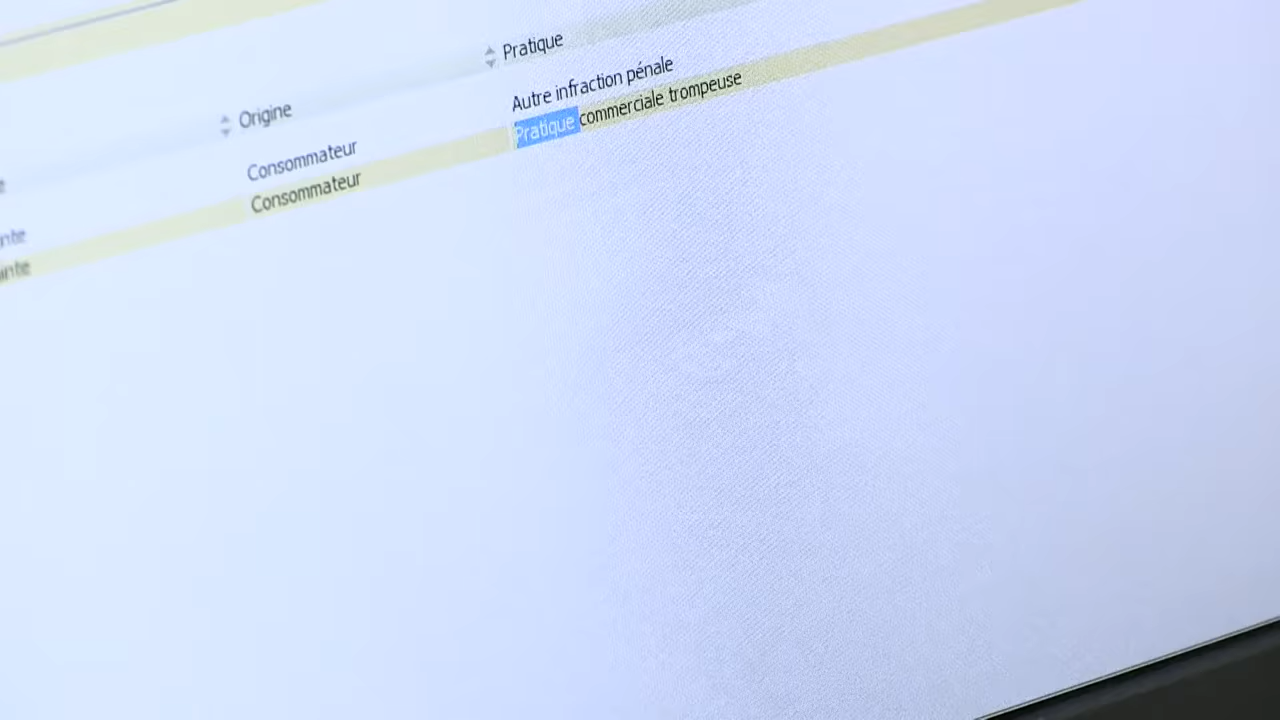 Origine Pratique
Consommateur Autre infraction pénale
Consommateur Pratique commerciale trompeuse